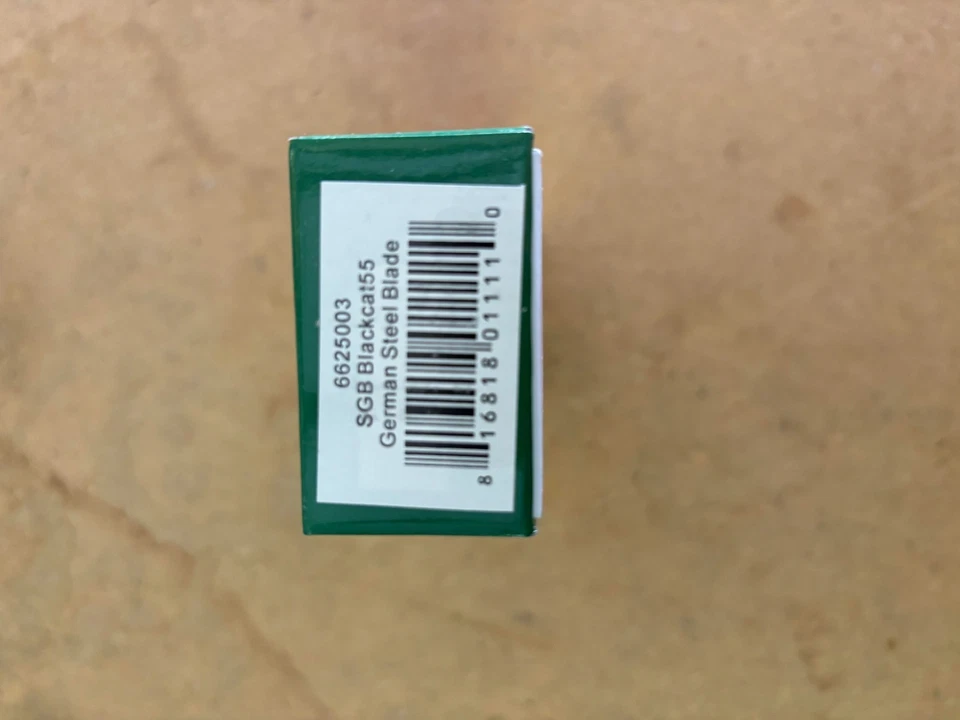 6625003
SGB Blackcat55
German Steel Blade
8 16818 01111 0